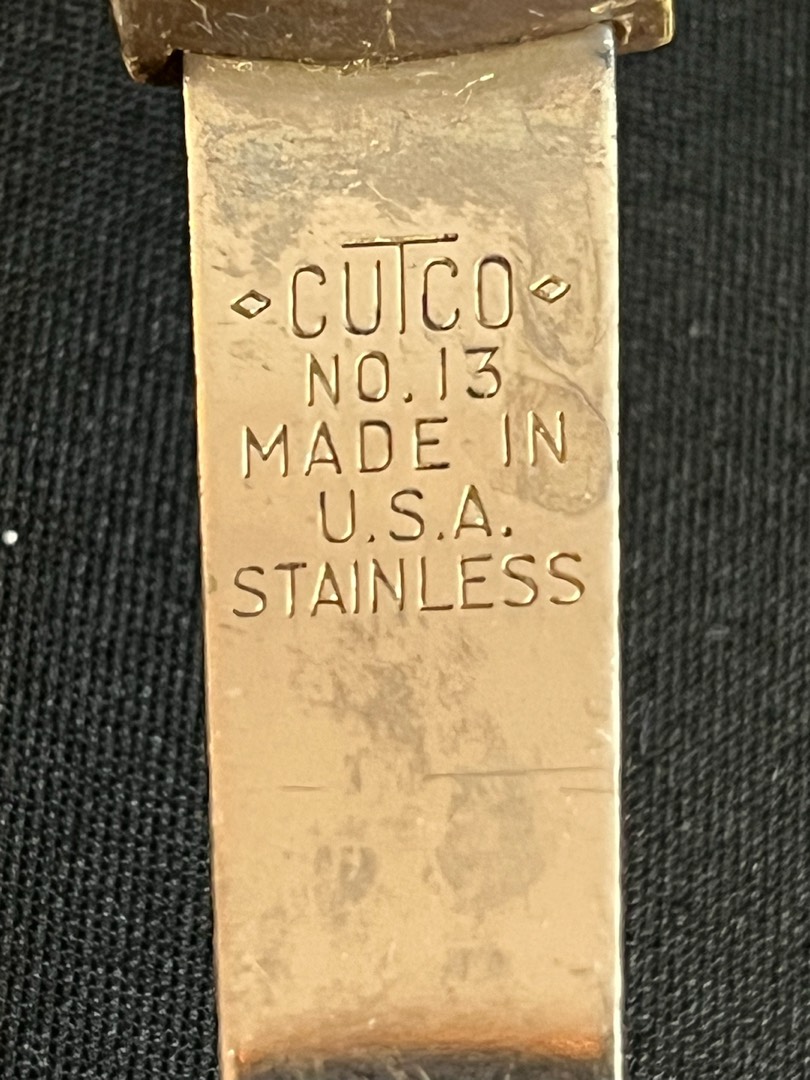 CUTCO
NO. 13
MADE IN
U.S.A.
STAINLESS